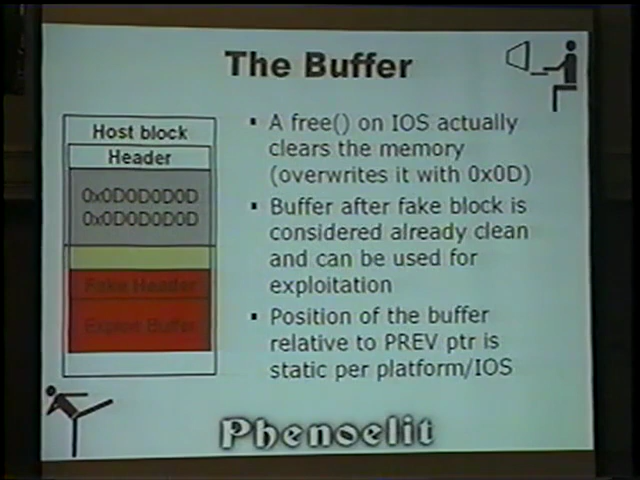 The Buffer
Host block
Header
0x0D0D0D0D
0x0D0D0D0D
Fake Header
Exploit Buffer
▪ A free() on IOS actually
clears the memory
(overwrites it with 0x0D)
▪ Buffer after fake block is
considered already clean
and can be used for
exploitation
▪ Position of the buffer
relative to PREV ptr is
static per platform/IOS
Phenoelit